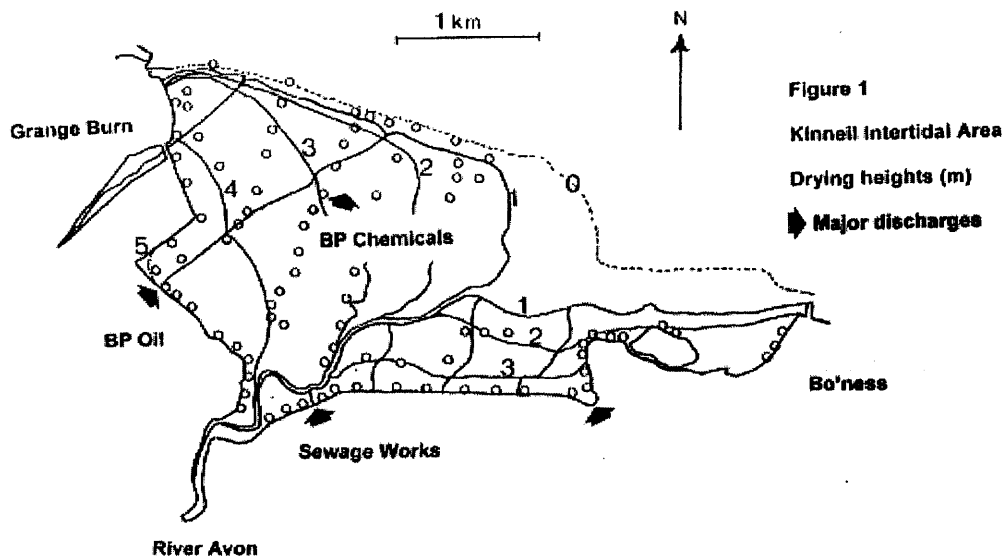 1 km
N
Figure 1
Kinneil Intertidal Area
Drying heights (m)
Major discharges
Grange Burn
3
2
0
4
1
BP Chemicals
5
BP Oil
1
2
3
Bo'ness
Sewage Works
River Avon